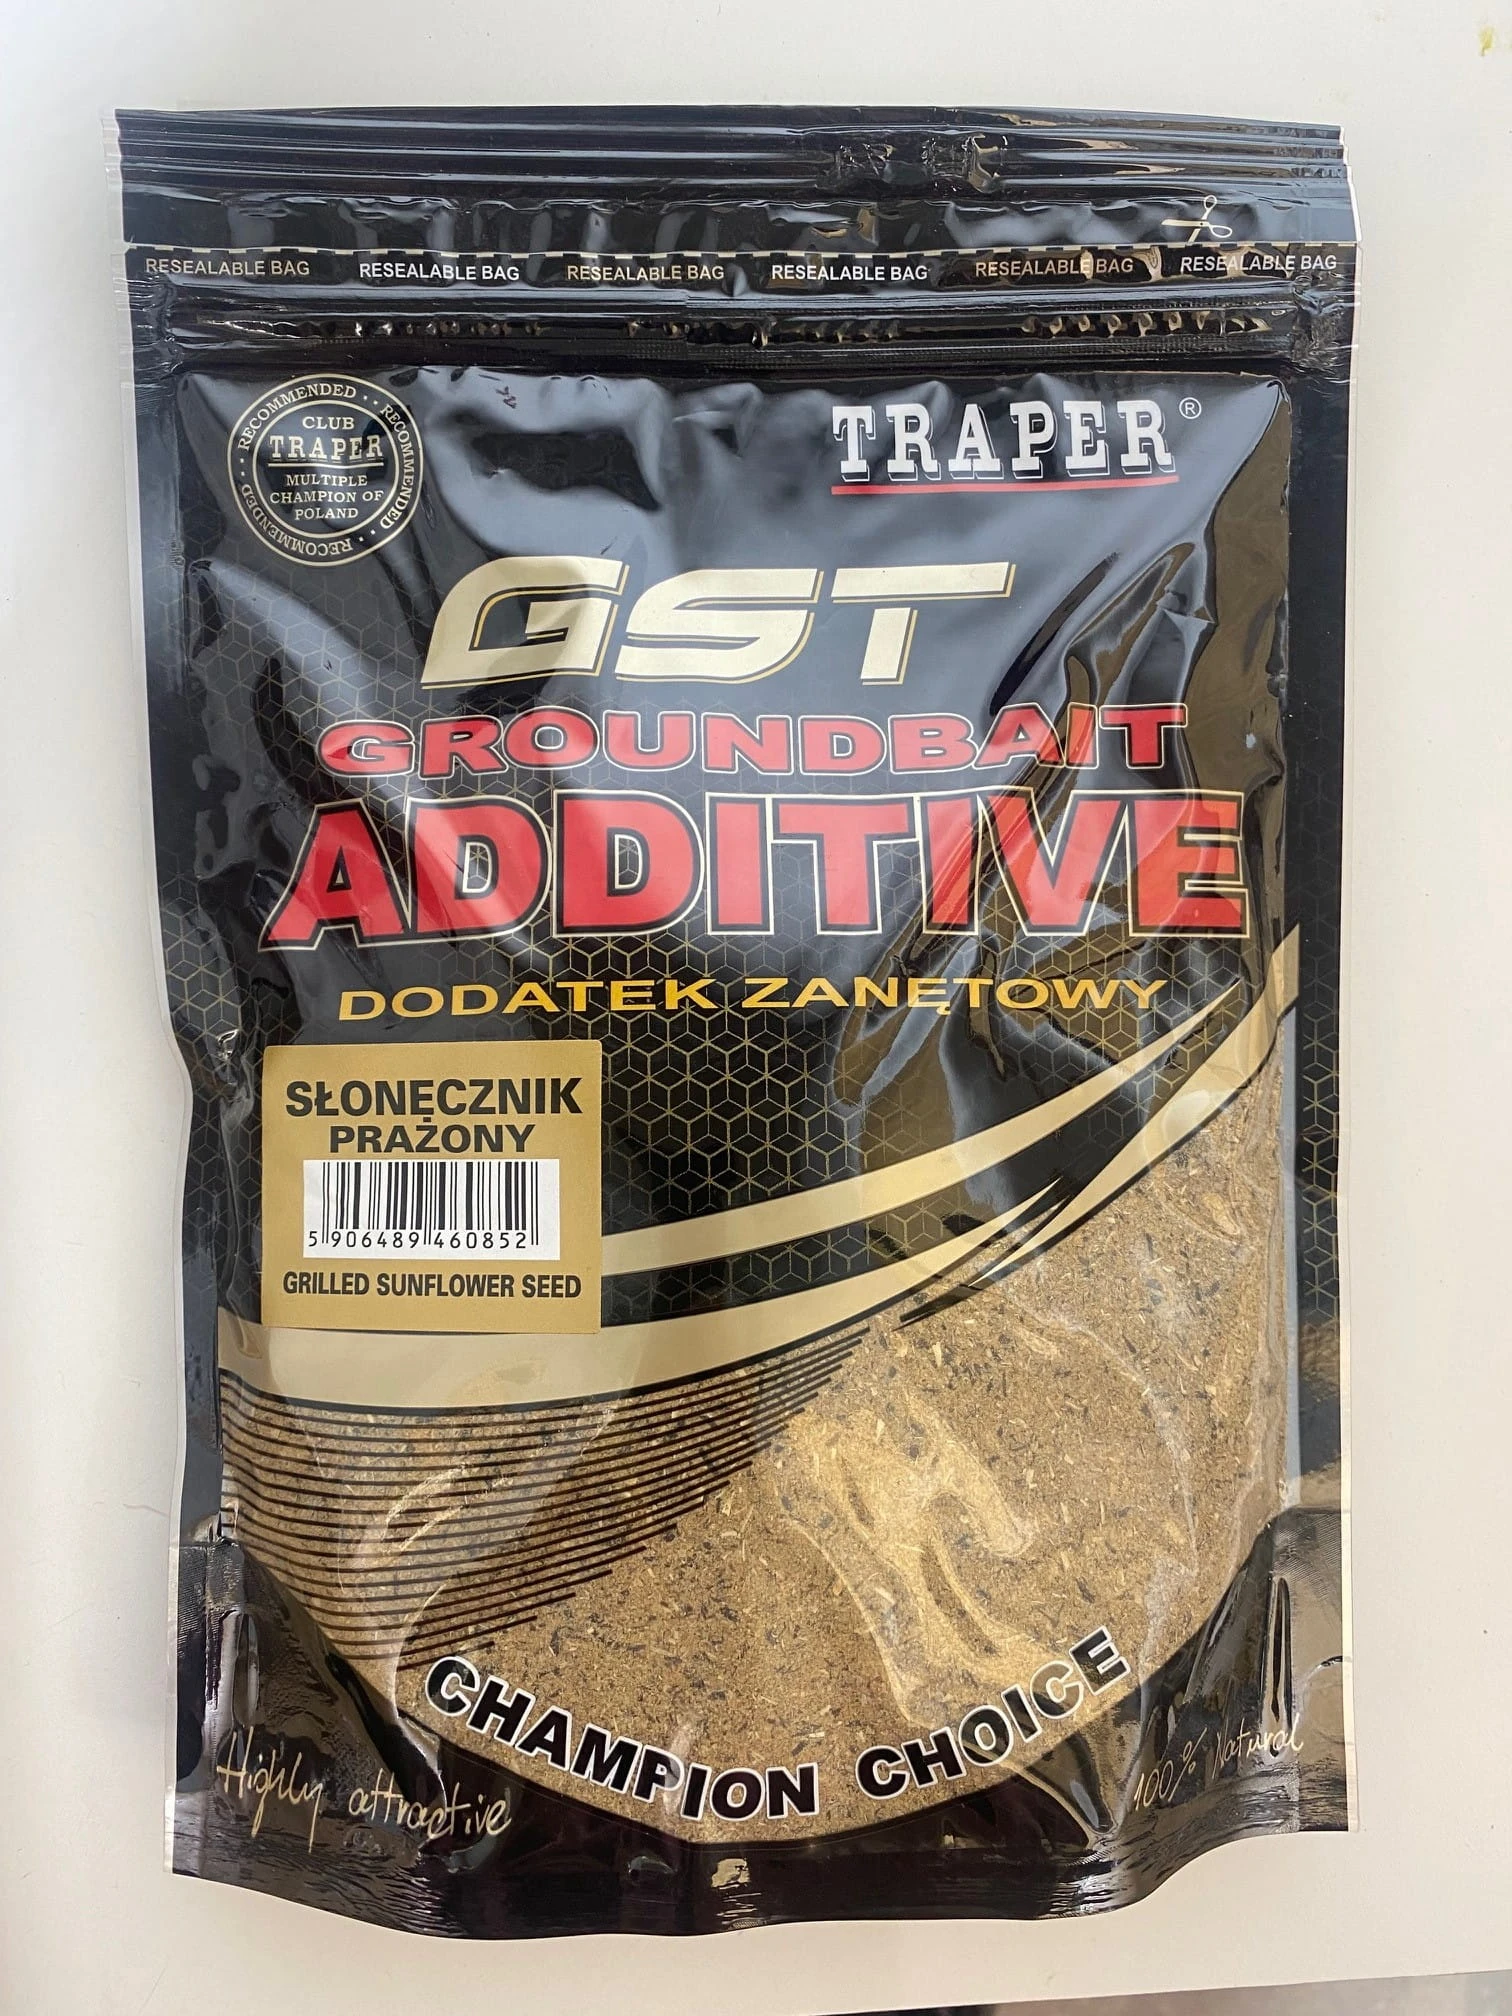 RESEALABLE BAG RESEALABLE BAG RESEALABLE BAG RESEALABLE BAG RESEALABLE BAG RESEALABLE BAG
RECOMMENDED · · RECOMMENDED · · RECOMMENDED · · RECOMMENDED · ·
CLUB
TRAPER
MULTIPLE
CHAMPION OF
POLAND
TRAPER®
GST
GROUNDBAIT
ADDITIVE
DODATEK ZANĘTOWY
SŁONECZNIK
PRAŻONY
5 906489 460852
GRILLED SUNFLOWER SEED
CHAMPION CHOICE
Highly attractive
100% Natural